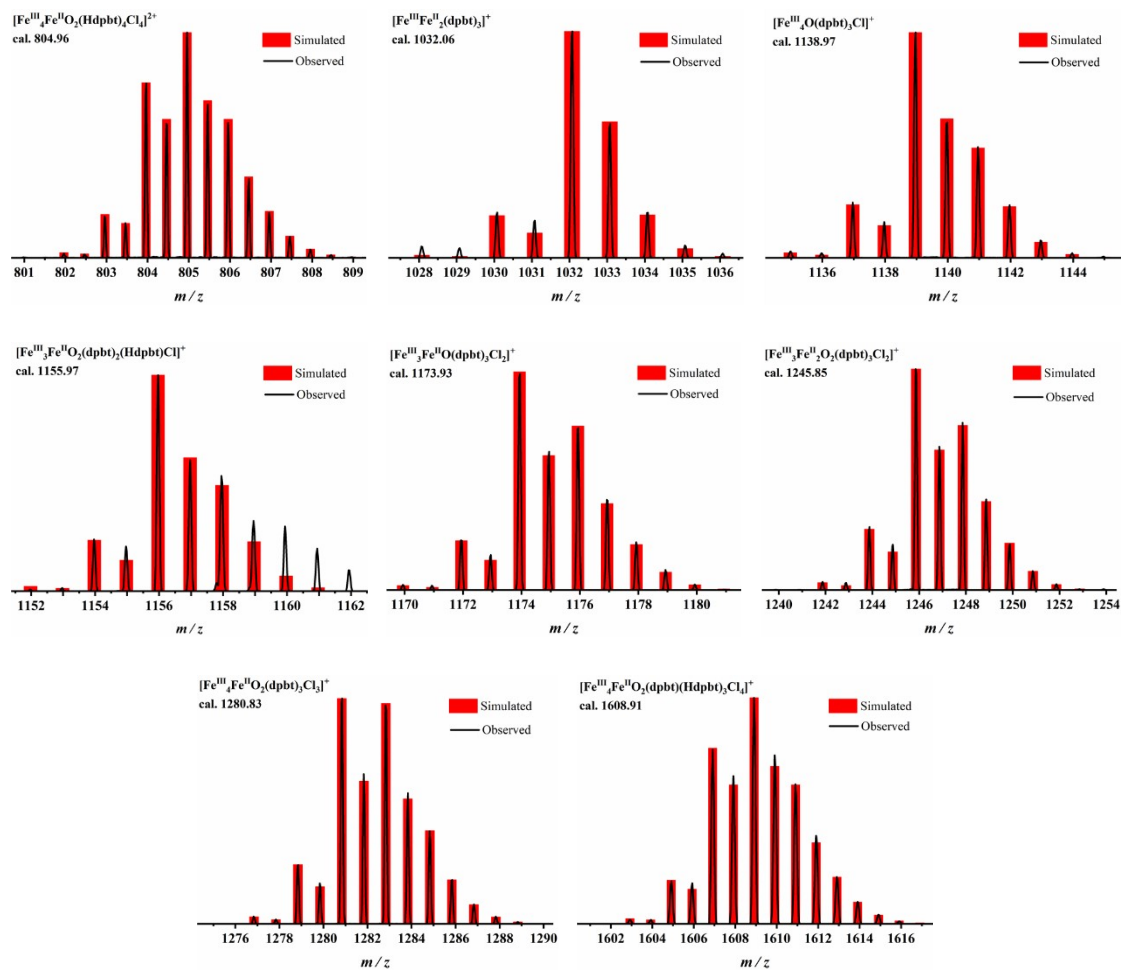 [Feᴵᴵᴵ₄FeᴵᴵO₂(Hdpbt)₄Cl₄]²⁺
cal. 804.96
Simulated
Observed
801 802 803 804 805 806 807 808 809
m / z
[FeᴵᴵᴵFeᴵᴵ₂(dpbt)₃]⁺
cal. 1032.06
Simulated
Observed
1028 1029 1030 1031 1032 1033 1034 1035 1036
m / z
[Feᴵᴵᴵ₄O(dpbt)₃Cl]⁺
cal. 1138.97
Simulated
Observed
1136 1138 1140 1142 1144
m / z
[Feᴵᴵᴵ₃FeᴵᴵO₂(dpbt)₂(Hdpbt)Cl]⁺
cal. 1155.97
Simulated
Observed
1152 1154 1156 1158 1160 1162
m / z
[Feᴵᴵᴵ₃FeᴵᴵO(dpbt)₃Cl₂]⁺
cal. 1173.93
Simulated
Observed
1170 1172 1174 1176 1178 1180
m / z
[Feᴵᴵᴵ₃Feᴵᴵ₂O₂(dpbt)₃Cl₂]⁺
cal. 1245.85
Simulated
Observed
1240 1242 1244 1246 1248 1250 1252 1254
m / z
[Feᴵᴵᴵ₄FeᴵᴵO₂(dpbt)₃Cl₃]⁺
cal. 1280.83
Simulated
Observed
1276 1278 1280 1282 1284 1286 1288 1290
m / z
[Feᴵᴵᴵ₄FeᴵᴵO₂(dpbt)(Hdpbt)₃Cl₄]⁺
cal. 1608.91
Simulated
Observed
1602 1604 1606 1608 1610 1612 1614 1616
m / z